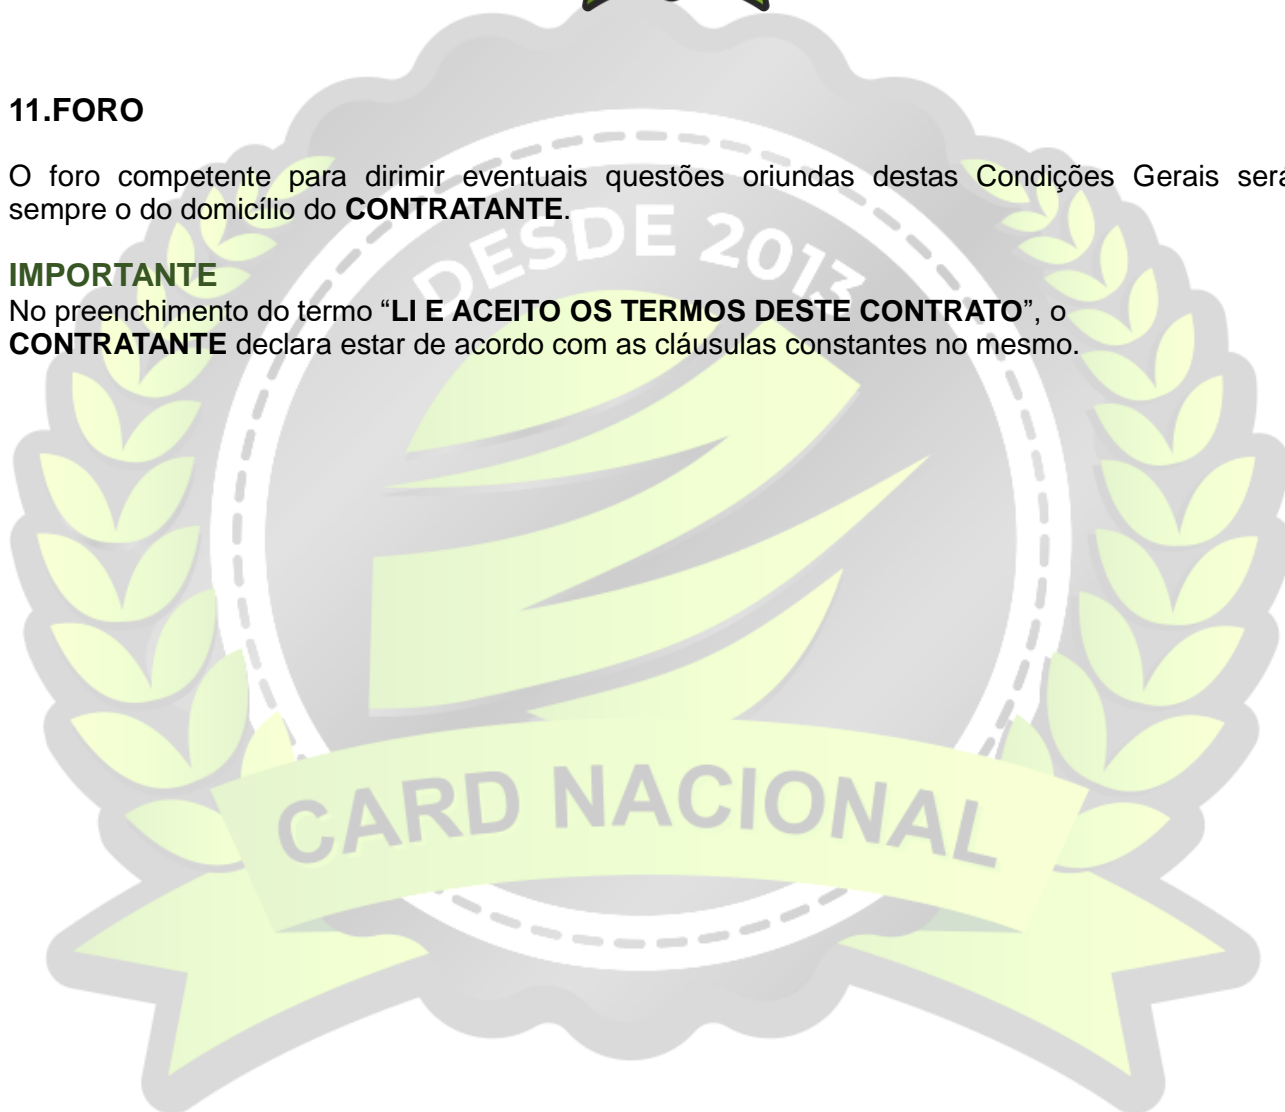 11.FORO
O foro competente para dirimir eventuais questões oriundas destas Condições Gerais será
sempre o do domicílio do CONTRATANTE.
IMPORTANTE
No preenchimento do termo “LI E ACEITO OS TERMOS DESTE CONTRATO”, o
CONTRATANTE declara estar de acordo com as cláusulas constantes no mesmo.
DESDE 2013
CARD NACIONAL